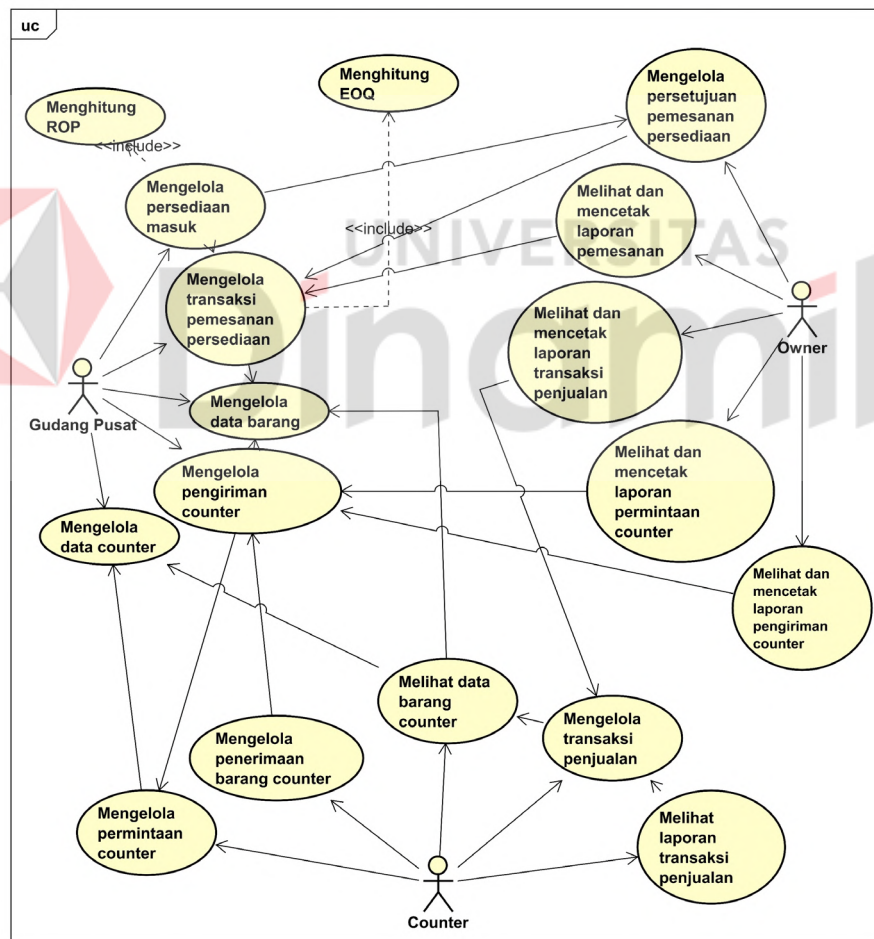 uc
Menghitung
EOQ
Mengelola
persetujuan
pemesanan
persediaan
Menghitung
ROP
<<include>>
Mengelola
persediaan
masuk
<<include>>
Melihat dan
mencetak
laporan
pemesanan
UNIVERSITAS
Dinamik
Mengelola
transaksi
pemesanan
persediaan
Melihat dan
mencetak
laporan
transaksi
penjualan
Owner
Gudang Pusat
Mengelola
data barang
Mengelola
pengiriman
counter
Melihat dan
mencetak
laporan
permintaan
counter
Mengelola
data counter
Melihat dan
mencetak
laporan
pengiriman
counter
Melihat data
barang
counter
Mengelola
transaksi
penjualan
Mengelola
penerimaan
barang counter
Mengelola
permintaan
counter
Melihat
laporan
transaksi
penjualan
Counter